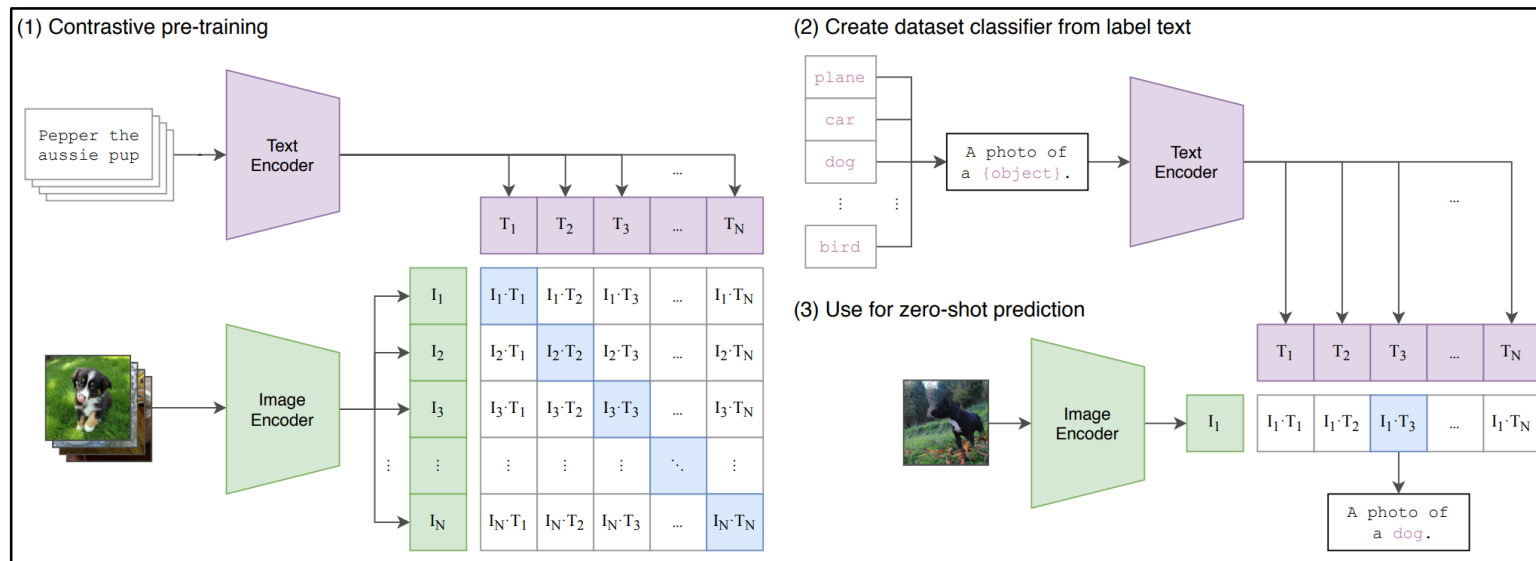 (1) Contrastive pre-training
Pepper the
aussie pup
Text
Encoder
...
T1 T2 T3 ... TN
Image
Encoder
I1 I1·T1 I1·T2 I1·T3 ... I1·TN
I2 I2·T1 I2·T2 I2·T3 ... I2·TN
I3 I3·T1 I3·T2 I3·T3 ... I3·TN
⋮ ⋮ ⋮ ⋮ ⋮ ⋱ ⋮
IN IN·T1 IN·T2 IN·T3 ... IN·TN
(2) Create dataset classifier from label text
plane
car
dog
⋮ ⋮
bird
A photo of
a {object}.
Text
Encoder
...
(3) Use for zero-shot prediction
T1 T2 T3 ... TN
Image
Encoder
I1 I1·T1 I1·T2 I1·T3 ... I1·TN
A photo of
a dog.